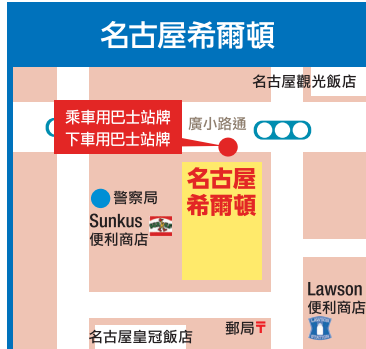 名古屋希爾頓
名古屋觀光飯店
乘車用巴士站牌
下車用巴士站牌
廣小路通
名古屋
希爾頓
警察局
Sunkus
便利商店
Lawson
便利商店
郵局〒
名古屋皇冠飯店